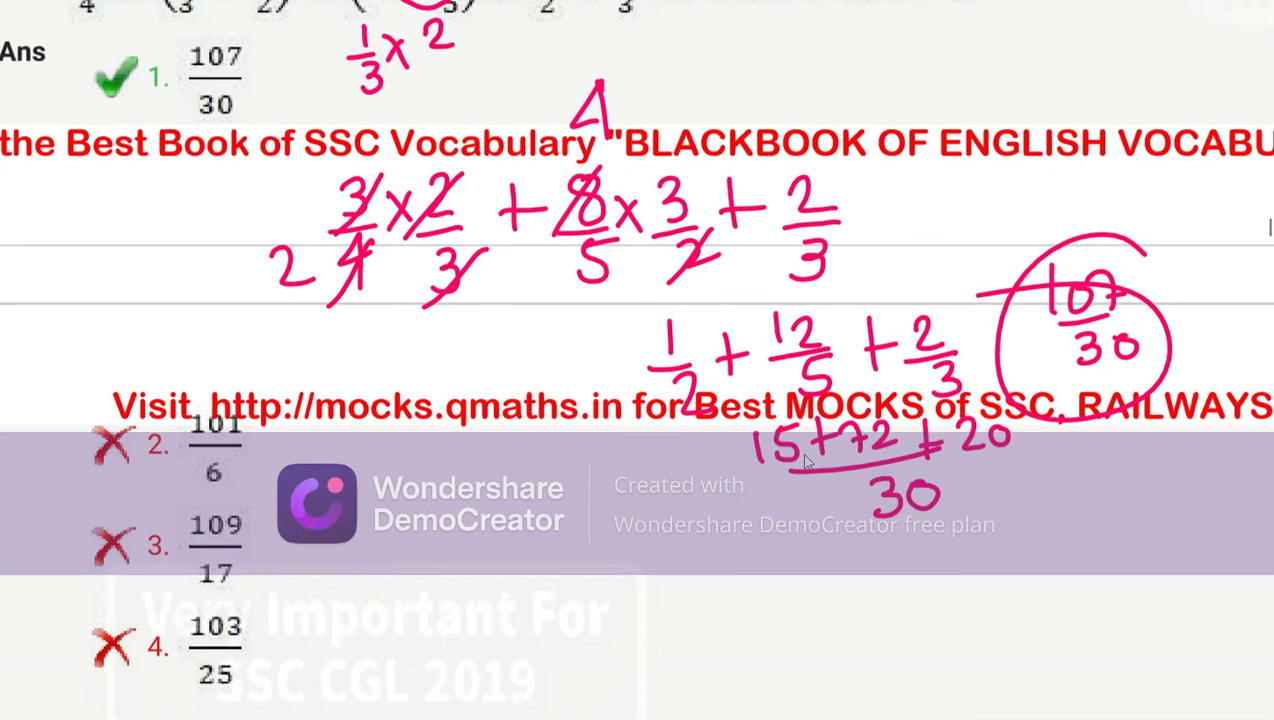 1/3 × 2
Ans
1. 107/30
4
the Best Book of SSC Vocabulary "BLACKBOOK OF ENGLISH VOCABU
3/4 × 2/3 + 8/5 × 3/2 + 2/3
2
1/2 + 12/5 + 2/3
107/30
Visit. http://mocks.qmaths.in for Best MOCKS of SSC, RAILWAYS
2. 101/6
15+72+20
30
Wondershare
DemoCreator
Created with
Wondershare DemoCreator free plan
3. 109/17
Very Important For
SSC CGL 2019
4. 103/25